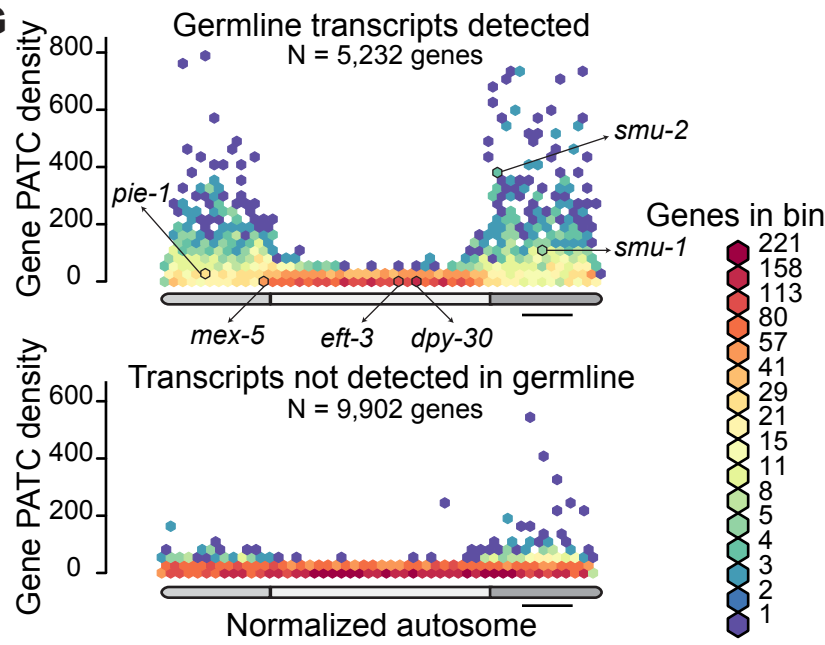 G
Germline transcripts detected
N = 5,232 genes
Gene PATC density
800
600
400
200
0
smu-2
pie-1
smu-1
mex-5
eft-3
dpy-30
Genes in bin
221
158
113
80
57
41
29
21
15
11
8
5
4
3
2
1
Transcripts not detected in germline
N = 9,902 genes
Gene PATC density
600
400
200
0
Normalized autosome